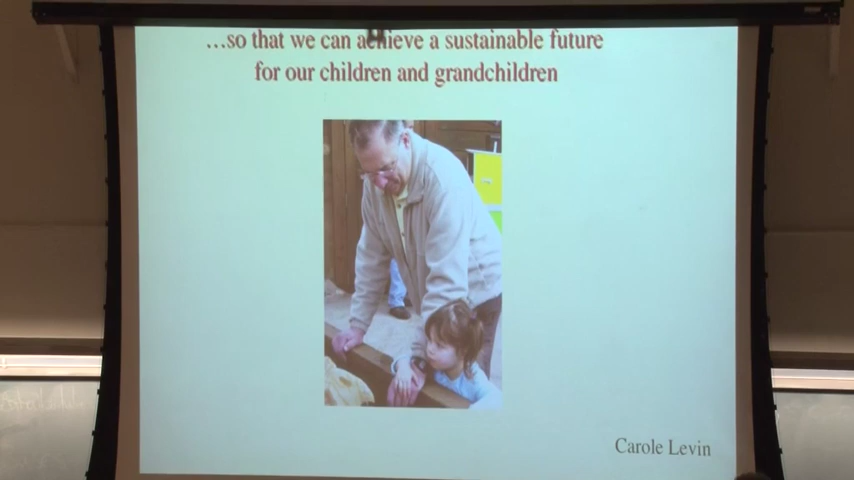 …so that we can achieve a sustainable future
for our children and grandchildren
Carole Levin